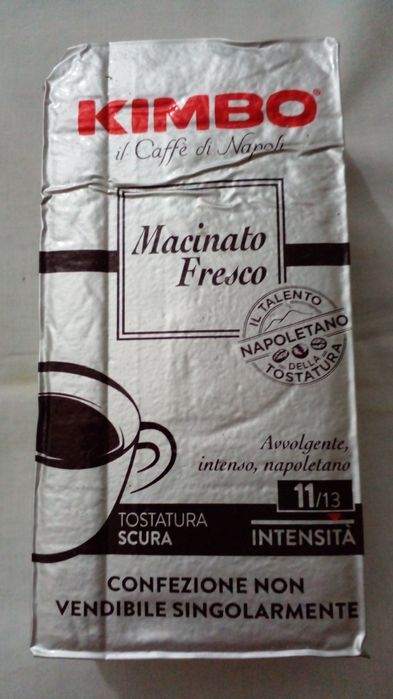 KIMBO®
il Caffè di Napoli
Macinato
Fresco
IL TALENTO
NAPOLETANO
DELLA
TOSTATURA
Avvolgente,
intenso, napoletano
11/13
TOSTATURA
SCURA
INTENSITÀ
CONFEZIONE NON
VENDIBILE SINGOLARMENTE